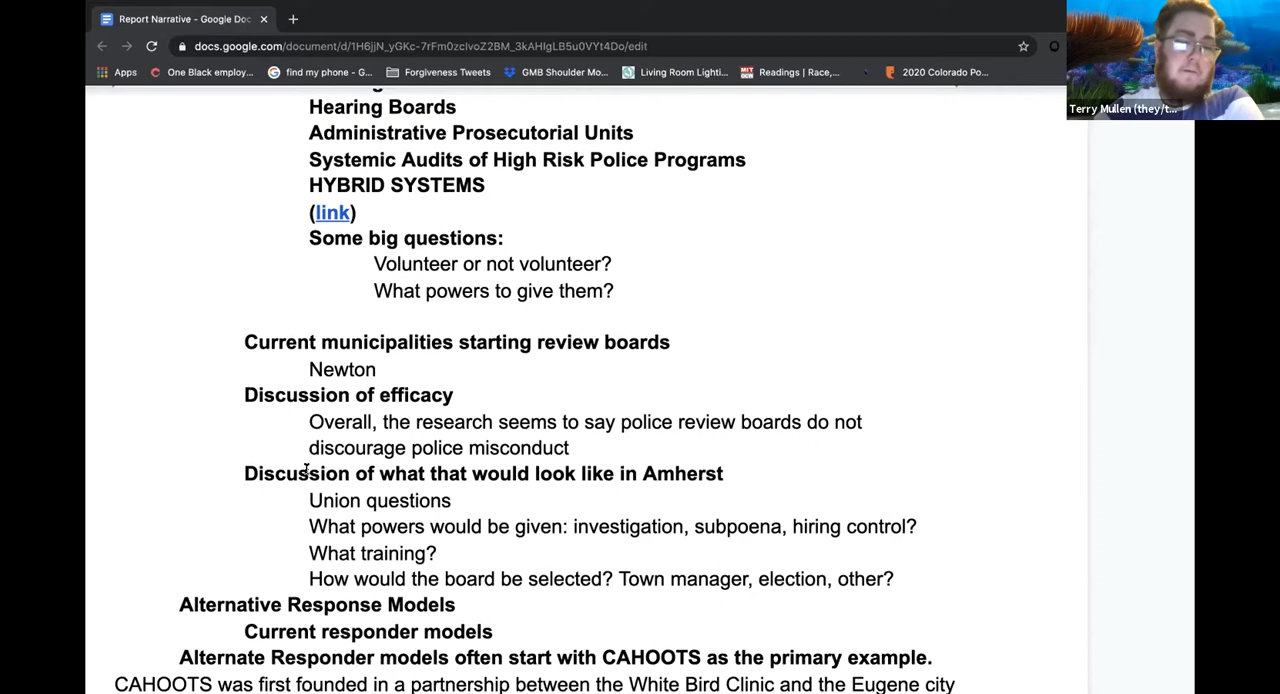 Report Narrative - Google Doc
docs.google.com/document/d/1H6jjN_yGKc-7rFm0zcIvoZ2BM_3kAHIgLB5u0VYt4Do/edit
Apps
One Black employ...
find my phone - G...
Forgiveness Tweets
GMB Shoulder Mo...
Living Room Lighti...
Readings | Race,...
2020 Colorado Po...
Terry Mullen (they/t...
Hearing Boards
Administrative Prosecutorial Units
Systemic Audits of High Risk Police Programs
HYBRID SYSTEMS
(link)
Some big questions:
Volunteer or not volunteer?
What powers to give them?
Current municipalities starting review boards
Newton
Discussion of efficacy
Overall, the research seems to say police review boards do not
discourage police misconduct
Discussion of what that would look like in Amherst
Union questions
What powers would be given: investigation, subpoena, hiring control?
What training?
How would the board be selected? Town manager, election, other?
Alternative Response Models
Current responder models
Alternate Responder models often start with CAHOOTS as the primary example.
CAHOOTS was first founded in a partnership between the White Bird Clinic and the Eugene city